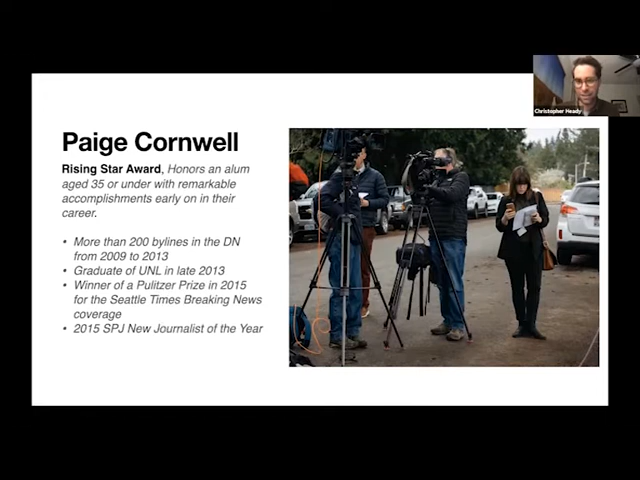 Christopher Heady
Paige Cornwell
Rising Star Award, Honors an alum
aged 35 or under with remarkable
accomplishments early on in their
career.
• More than 200 bylines in the DN
from 2009 to 2013
• Graduate of UNL in late 2013
• Winner of a Pulitzer Prize in 2015
for the Seattle Times Breaking News
coverage
• 2015 SPJ New Journalist of the Year